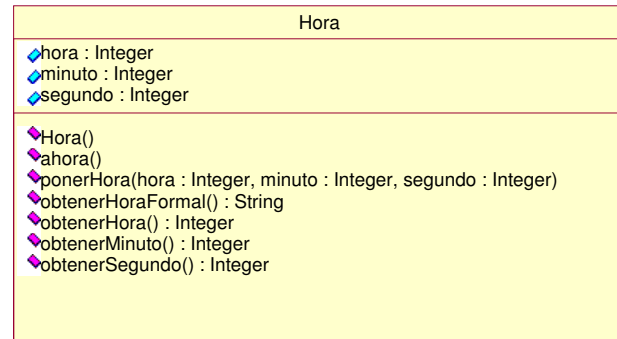 Hora
hora : Integer
minuto : Integer
segundo : Integer
Hora()
ahora()
ponerHora(hora : Integer, minuto : Integer, segundo : Integer)
obtenerHoraFormal() : String
obtenerHora() : Integer
obtenerMinuto() : Integer
obtenerSegundo() : Integer